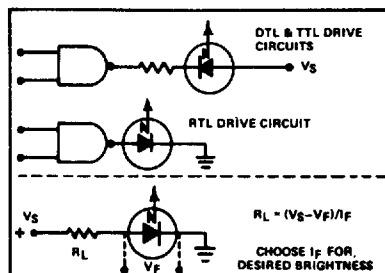 DTL & TTL DRIVE
CIRCUITS
VS
RTL DRIVE CIRCUIT
VS
+
RL
VF
RL = (VS-VF)/IF
CHOOSE IF FOR,
DESIRED BRIGHTNESS